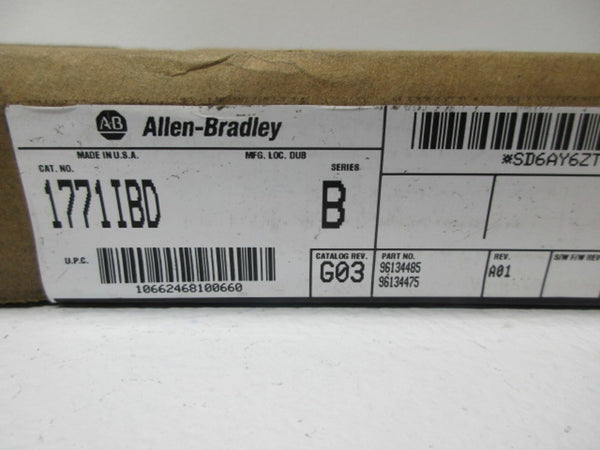 AB Allen-Bradley
MADE IN U.S.A. MFG. LOC. DUB
CAT. NO. SERIES
1771IBD B
U.P.C.
10662468100660
CATALOG REV.
G03
PART NO.
96134485
96134475
REV.
A01
S/W F/W REV
*SD6AY6ZT